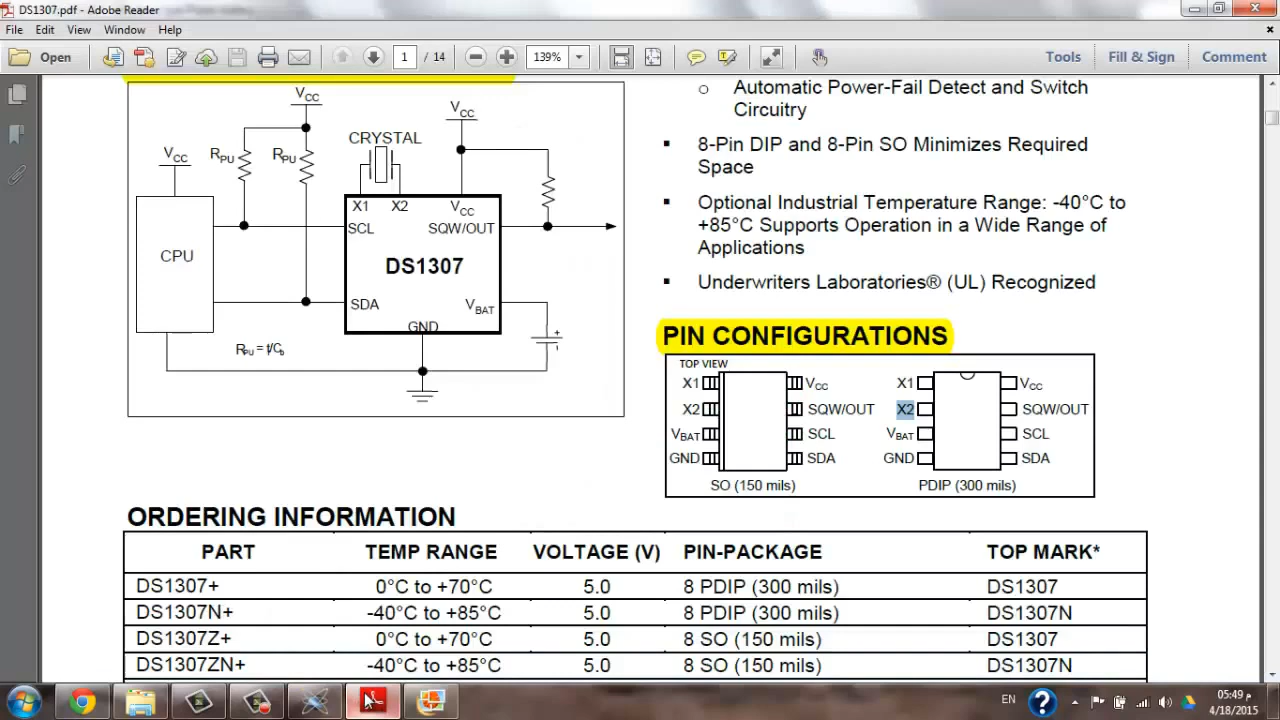 DS1307.pdf - Adobe Reader
File Edit View Window Help
Open 1 / 14 139% Tools Fill & Sign Comment
VCC
VCC
CRYSTAL
VCC
RPU
RPU
X1 X2 VCC
SCL SQW/OUT
CPU
DS1307
SDA VBAT
GND
Automatic Power-Fail Detect and Switch
Circuitry
8-Pin DIP and 8-Pin SO Minimizes Required
Space
Optional Industrial Temperature Range: -40°C to
+85°C Supports Operation in a Wide Range of
Applications
Underwriters Laboratories® (UL) Recognized
PIN CONFIGURATIONS
TOP VIEW
X1 VCC X1 VCC
X2 SQW/OUT X2 SQW/OUT
VBAT SCL VBAT SCL
GND SDA GND SDA
SO (150 mils) PDIP (300 mils)
ORDERING INFORMATION
PART TEMP RANGE VOLTAGE (V) PIN-PACKAGE TOP MARK*
DS1307+ 0°C to +70°C 5.0 8 PDIP (300 mils) DS1307
DS1307N+ -40°C to +85°C 5.0 8 PDIP (300 mils) DS1307N
DS1307Z+ 0°C to +70°C 5.0 8 SO (150 mils) DS1307
DS1307ZN+ -40°C to +85°C 5.0 8 SO (150 mils) DS1307N
EN 05:49 م
4/18/2015